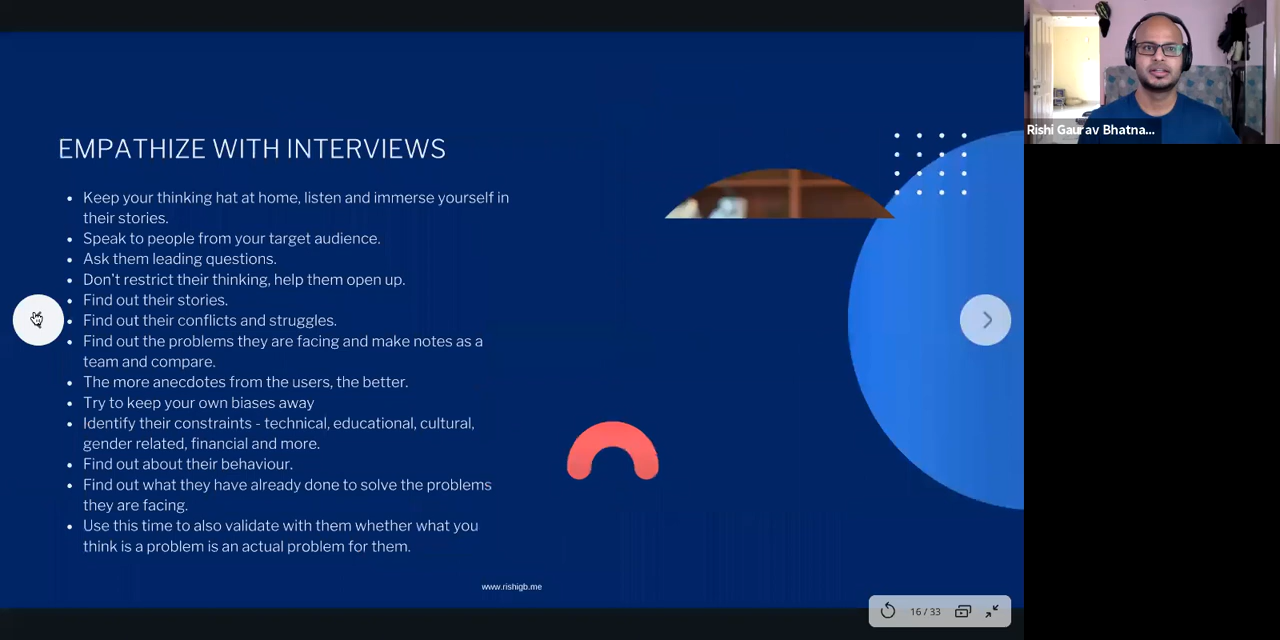 EMPATHIZE WITH INTERVIEWS
• Keep your thinking hat at home, listen and immerse yourself in
their stories.
• Speak to people from your target audience.
• Ask them leading questions.
• Don't restrict their thinking, help them open up.
• Find out their stories.
• Find out their conflicts and struggles.
• Find out the problems they are facing and make notes as a
team and compare.
• The more anecdotes from the users, the better.
• Try to keep your own biases away
• Identify their constraints - technical, educational, cultural,
gender related, financial and more.
• Find out about their behaviour.
• Find out what they have already done to solve the problems
they are facing.
• Use this time to also validate with them whether what you
think is a problem is an actual problem for them.
www.rishigb.me
16 / 33
Rishi Gaurav Bhatna...